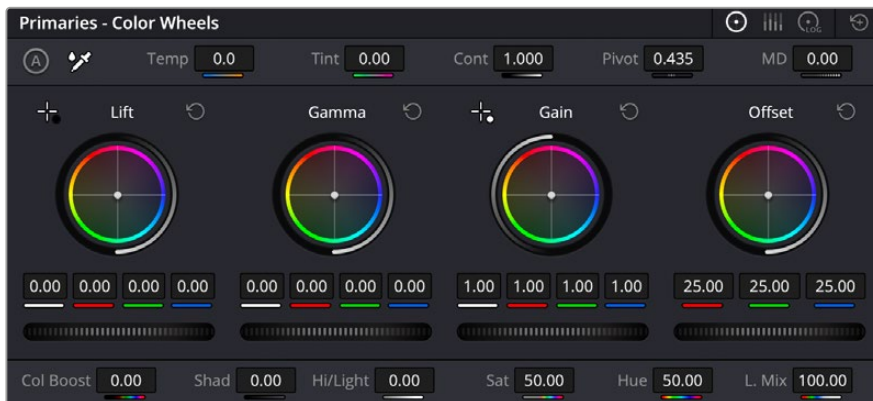 Primaries - Color Wheels
LOG
A Temp 0.0 Tint 0.00 Cont 1.000 Pivot 0.435 MD 0.00
Lift Gamma Gain Offset
0.00 0.00 0.00 0.00 0.00 0.00 0.00 0.00 1.00 1.00 1.00 1.00 25.00 25.00 25.00
Col Boost 0.00 Shad 0.00 Hi/Light 0.00 Sat 50.00 Hue 50.00 L. Mix 100.00